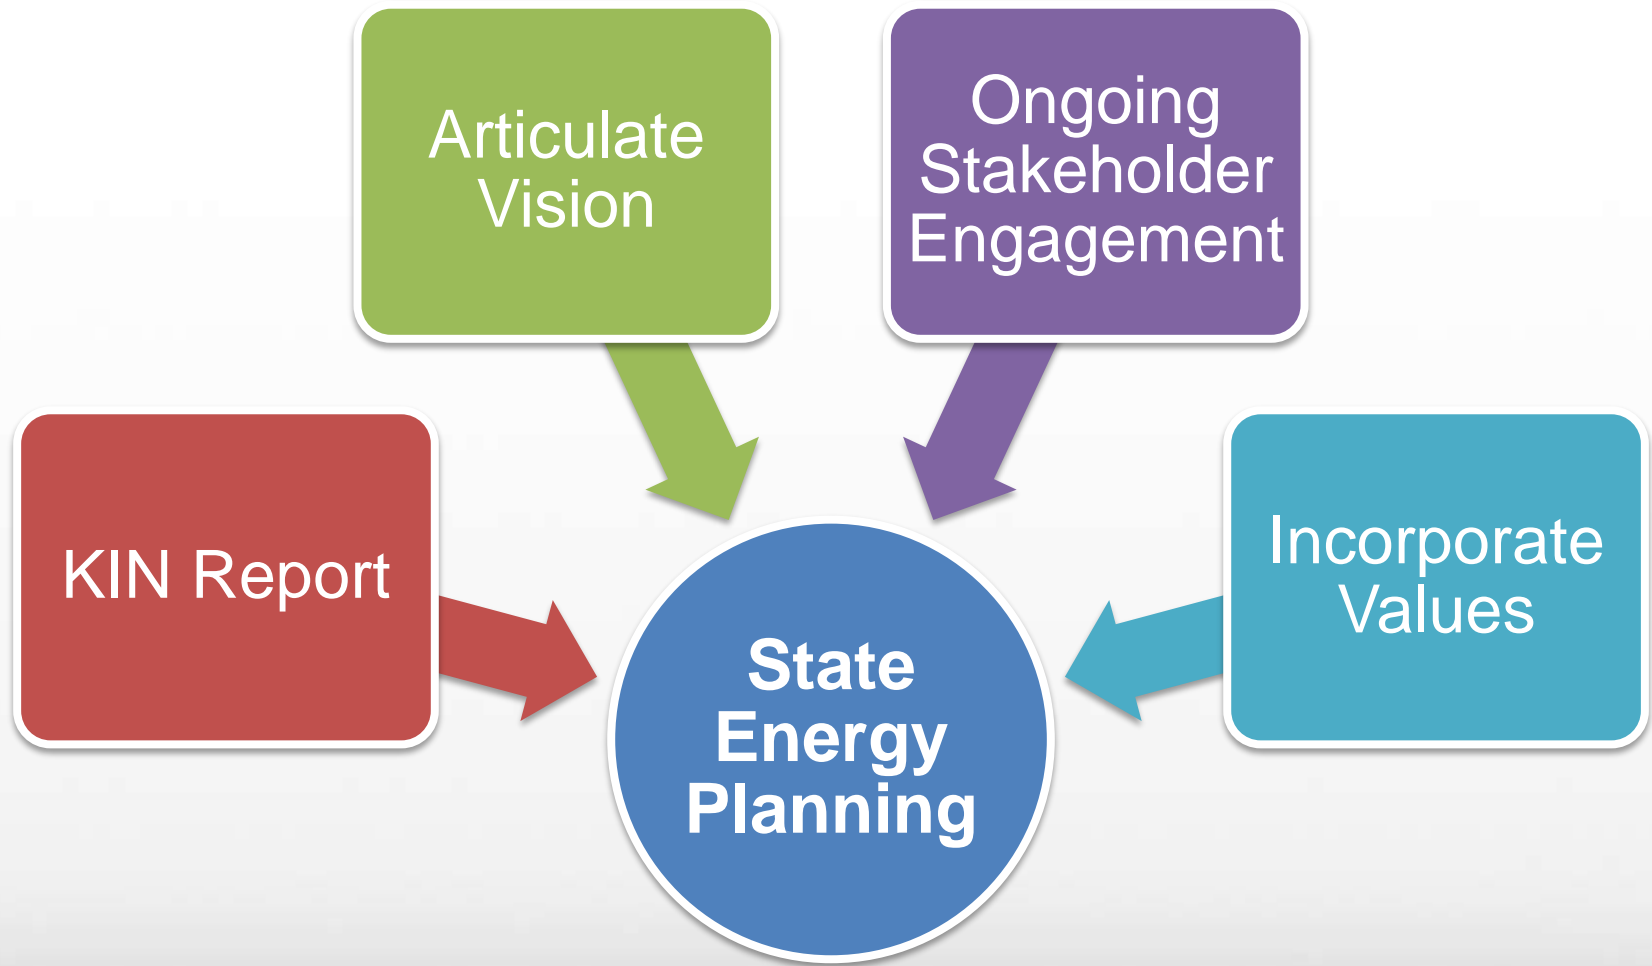 Articulate
Vision
Ongoing
Stakeholder
Engagement
KIN Report
Incorporate
Values
State
Energy
Planning